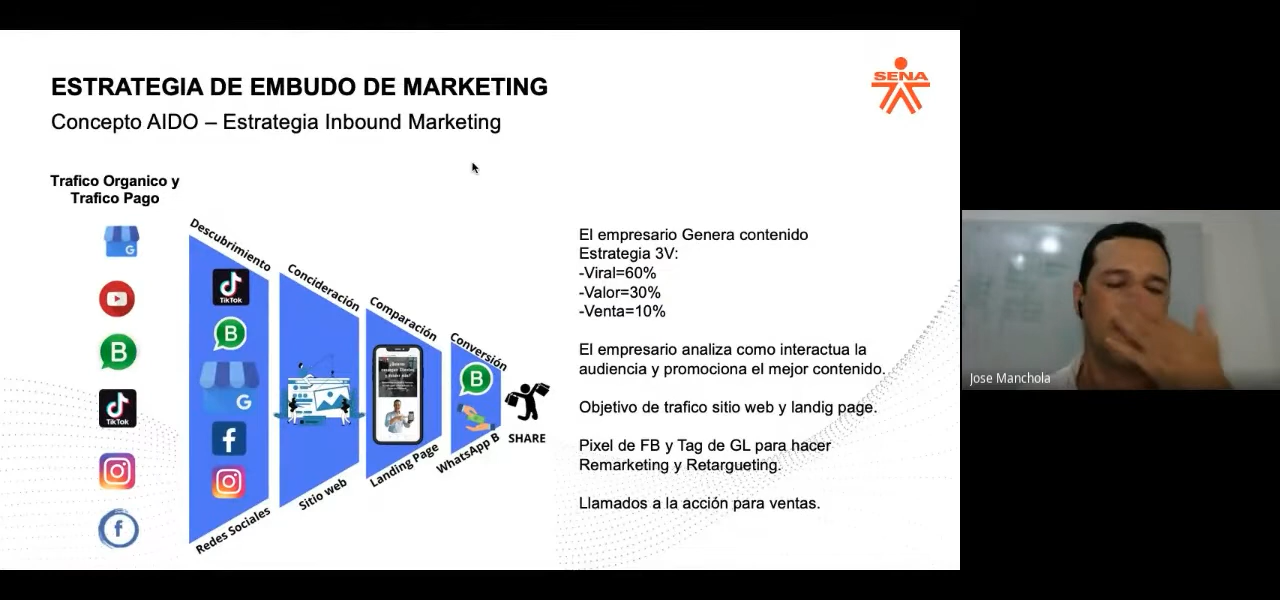 ESTRATEGIA DE EMBUDO DE MARKETING
SENA
Concepto AIDO – Estrategia Inbound Marketing
Trafico Organico y
Trafico Pago
G
B
TikTok
Descubrimiento
TikTok
B
G
Redes Sociales
Concideración
Sitio web
Comparación
Landing Page
Conversión
B
WhatsApp B
SHARE
El empresario Genera contenido
Estrategia 3V:
-Viral=60%
-Valor=30%
-Venta=10%
El empresario analiza como interactua la
audiencia y promociona el mejor contenido.
Objetivo de trafico sitio web y landig page.
Pixel de FB y Tag de GL para hacer
Remarketing y Retargueting.
Llamados a la acción para ventas.
Jose Manchola